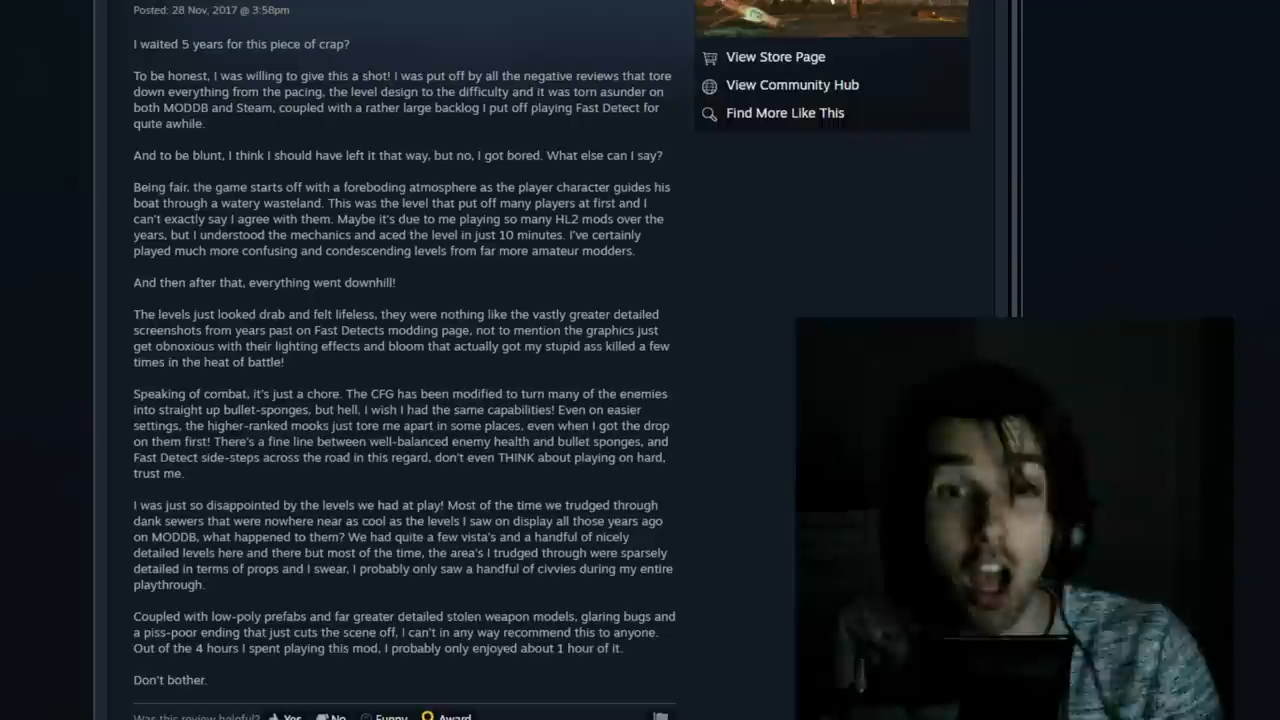 Posted: 28 Nov, 2017 @ 3:58pm
I waited 5 years for this piece of crap?
To be honest, I was willing to give this a shot! I was put off by all the negative reviews that tore
down everything from the pacing, the level design to the difficulty and it was torn asunder on
both MODDB and Steam, coupled with a rather large backlog I put off playing Fast Detect for
quite awhile.
And to be blunt, I think I should have left it that way, but no, I got bored. What else can I say?
Being fair, the game starts off with a foreboding atmosphere as the player character guides his
boat through a watery wasteland. This was the level that put off many players at first and I
can't exactly say I agree with them. Maybe it's due to me playing so many HL2 mods over the
years, but I understood the mechanics and aced the level in just 10 minutes. I've certainly
played much more confusing and condescending levels from far more amateur modders.
And then after that, everything went downhill!
The levels just looked drab and felt lifeless, they were nothing like the vastly greater detailed
screenshots from years past on Fast Detects modding page, not to mention the graphics just
get obnoxious with their lighting effects and bloom that actually got my stupid ass killed a few
times in the heat of battle!
Speaking of combat, it's just a chore. The CFG has been modified to turn many of the enemies
into straight up bullet-sponges, but hell, I wish I had the same capabilities! Even on easier
settings, the higher-ranked mooks just tore me apart in some places, even when I got the drop
on them first! There's a fine line between well-balanced enemy health and bullet sponges, and
Fast Detect side-steps across the road in this regard, don't even THINK about playing on hard,
trust me.
I was just so disappointed by the levels we had at play! Most of the time we trudged through
dank sewers that were nowhere near as cool as the levels I saw on display all those years ago
on MODDB, what happened to them? We had quite a few vista's and a handful of nicely
detailed levels here and there but most of the time, the area's I trudged through were sparsely
detailed in terms of props and I swear, I probably only saw a handful of civvies during my entire
playthrough.
Coupled with low-poly prefabs and far greater detailed stolen weapon models, glaring bugs and
a piss-poor ending that just cuts the scene off, I can't in any way recommend this to anyone.
Out of the 4 hours I spent playing this mod, I probably only enjoyed about 1 hour of it.
Don't bother.
Was this review helpful? Yes No Funny Award
View Store Page
View Community Hub
Find More Like This